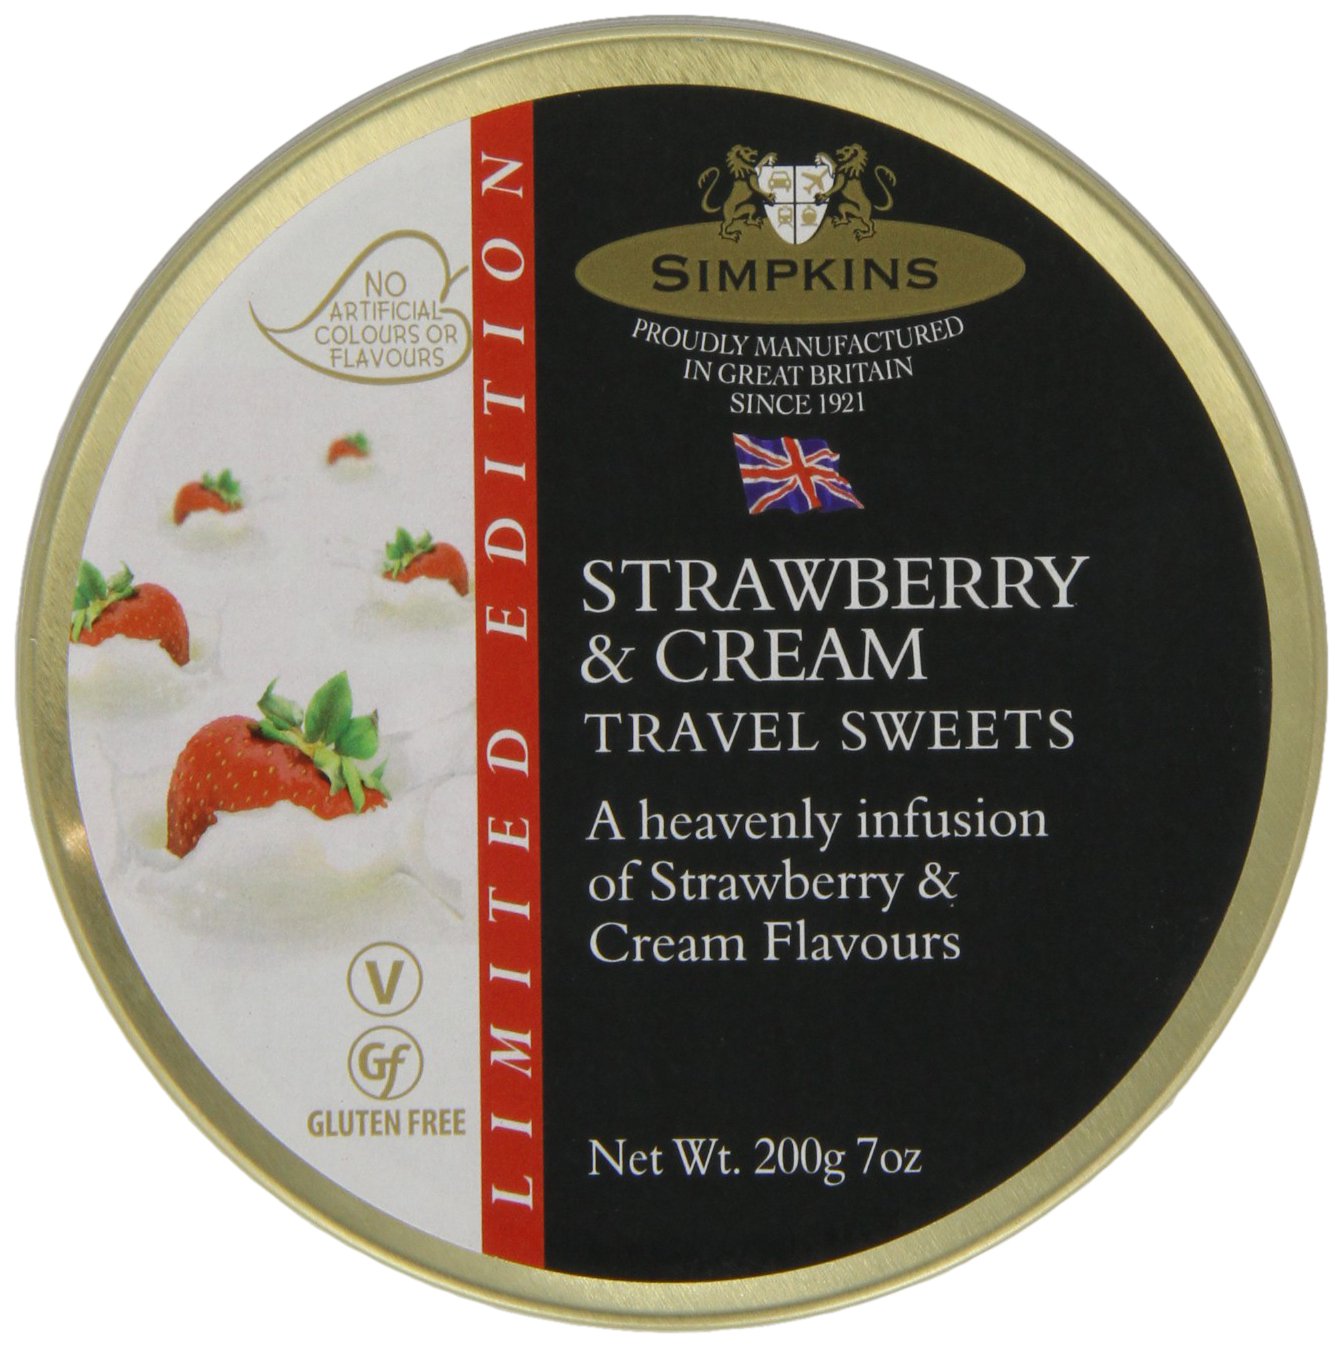 SIMPKINS
PROUDLY MANUFACTURED
IN GREAT BRITAIN
SINCE 1921
NO
ARTIFICIAL
COLOURS OR
FLAVOURS
LIMITED EDITION
STRAWBERRY
& CREAM
TRAVEL SWEETS
A heavenly infusion
of Strawberry &
Cream Flavours
V
Gf
GLUTEN FREE
Net Wt. 200g 7oz